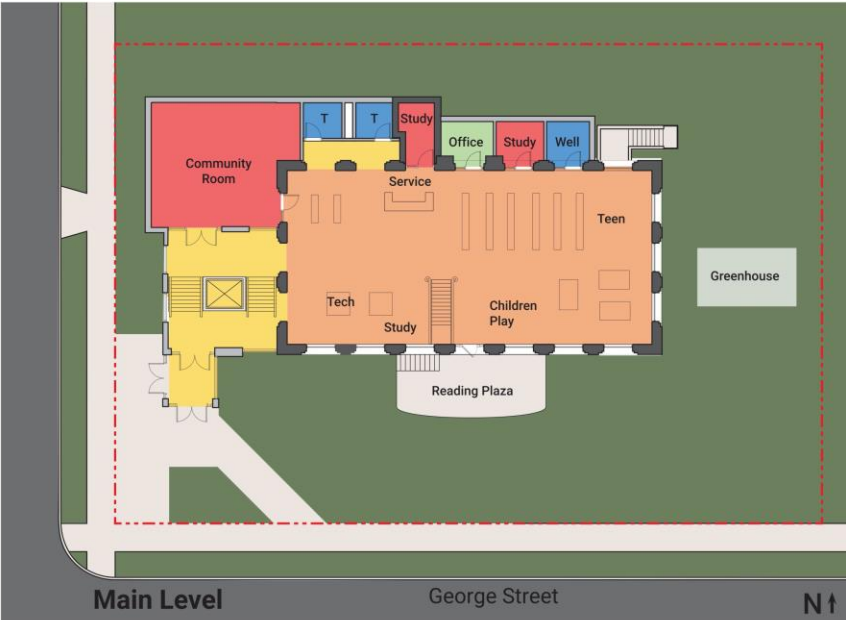 T
T
Study
Office
Study
Well
Community
Room
Service
Teen
Greenhouse
Tech
Children
Play
Study
Reading Plaza
Main Level
George Street
N↑